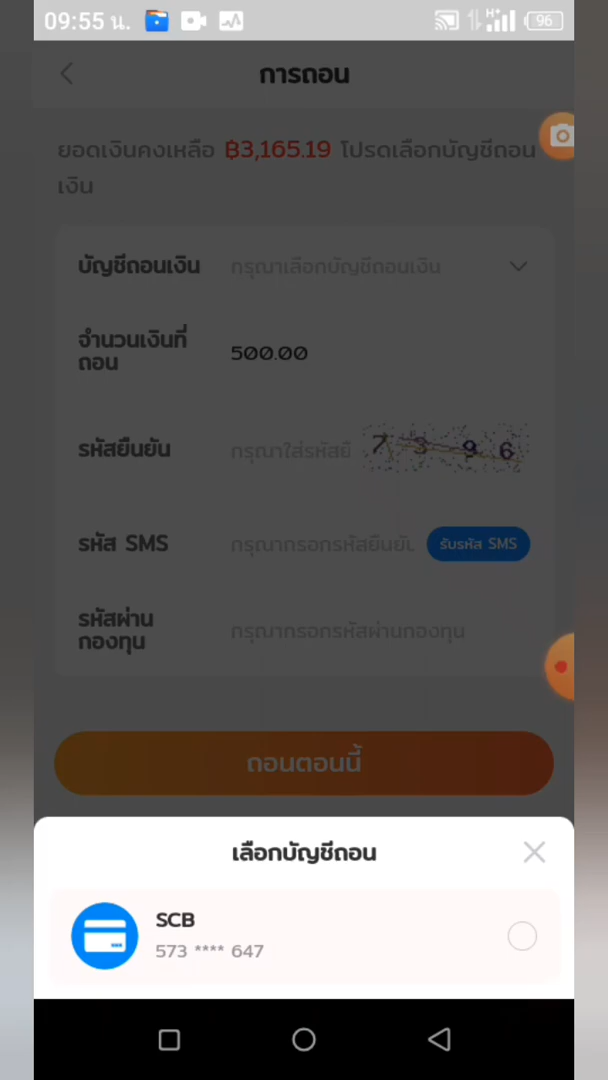 09:55 น.
H+
96
การถอน
ยอดเงินคงเหลือ ฿3,165.19 โปรดเลือกบัญชีถอน
เงิน
บัญชีถอนเงิน กรุณาเลือกบัญชีถอนเงิน
จำนวนเงินที่
ถอน
500.00
รหัสยืนยัน กรุณาใส่รหัสยื 7396
รหัส SMS กรุณากรอกรหัสยืนยัน รับรหัส SMS
รหัสผ่าน
กองทุน
กรุณากรอกรหัสผ่านกองทุน
ถอนตอนนี้
เลือกบัญชีถอน
SCB
573 **** 647